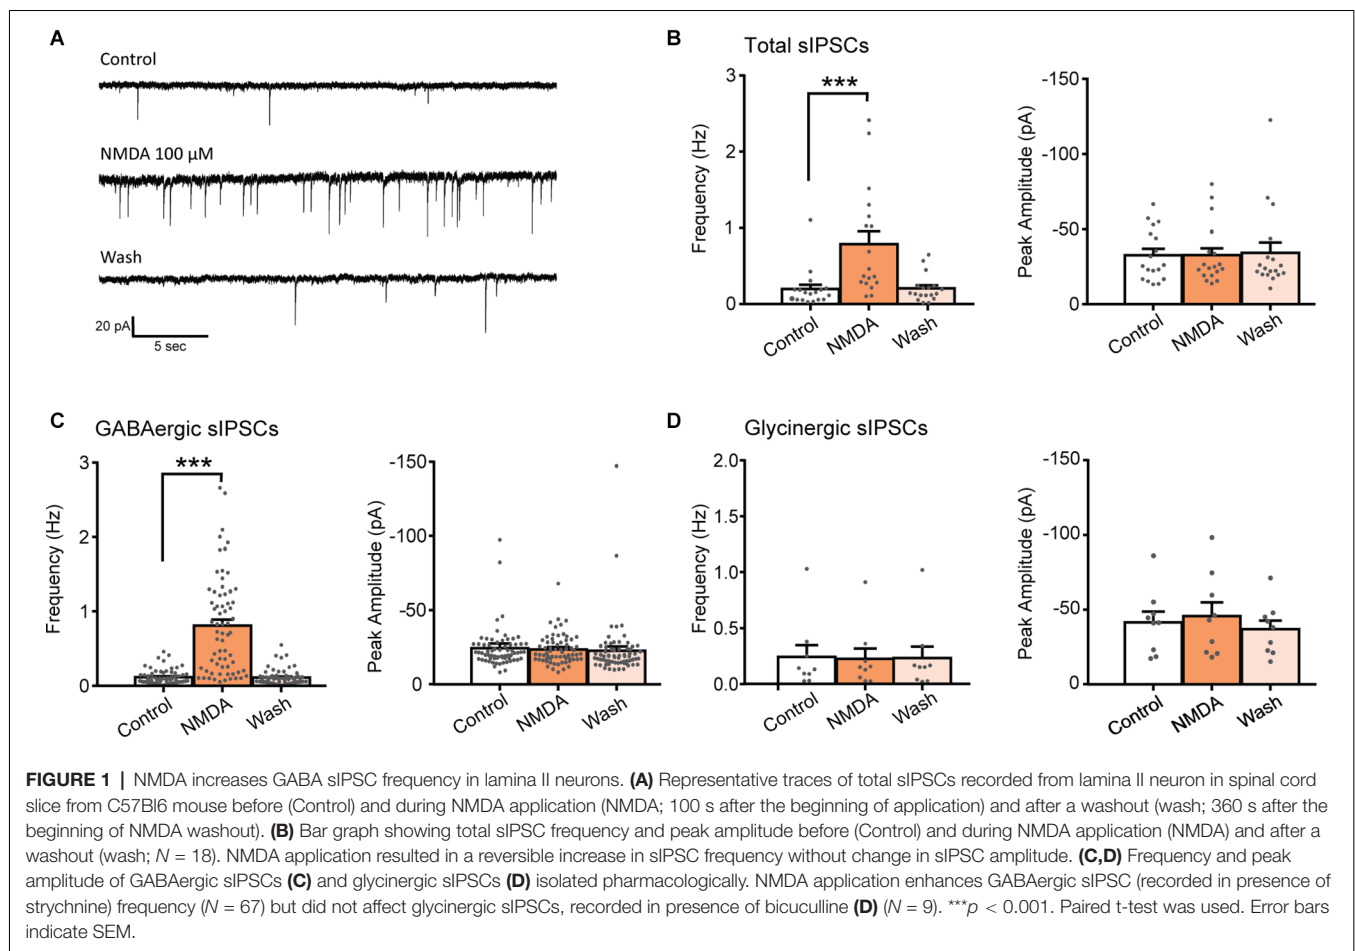 A
Control
NMDA 100 µM
Wash
20 pA
5 sec
B
Total sIPSCs
***
3
2
1
0
Frequency (Hz)
Control
NMDA
Wash
-150
-100
-50
0
Peak Amplitude (pA)
Control
NMDA
Wash
C
GABAergic sIPSCs
***
3
2
1
0
Frequency (Hz)
Control
NMDA
Wash
-150
-100
-50
0
Peak Amplitude (pA)
Control
NMDA
Wash
D
Glycinergic sIPSCs
2.0
1.5
1.0
0.5
0.0
Frequency (Hz)
Control
NMDA
Wash
-150
-100
-50
0
Peak Amplitude (pA)
Control
NMDA
Wash
FIGURE 1 | NMDA increases GABA sIPSC frequency in lamina II neurons. (A) Representative traces of total sIPSCs recorded from lamina II neuron in spinal cord
slice from C57Bl6 mouse before (Control) and during NMDA application (NMDA; 100 s after the beginning of application) and after a washout (wash; 360 s after the
beginning of NMDA washout). (B) Bar graph showing total sIPSC frequency and peak amplitude before (Control) and during NMDA application (NMDA) and after a
washout (wash; N = 18). NMDA application resulted in a reversible increase in sIPSC frequency without change in sIPSC amplitude. (C,D) Frequency and peak
amplitude of GABAergic sIPSCs (C) and glycinergic sIPSCs (D) isolated pharmacologically. NMDA application enhances GABAergic sIPSC (recorded in presence of
strychnine) frequency (N = 67) but did not affect glycinergic sIPSCs, recorded in presence of bicuculline (D) (N = 9). ***p < 0.001. Paired t-test was used. Error bars
indicate SEM.